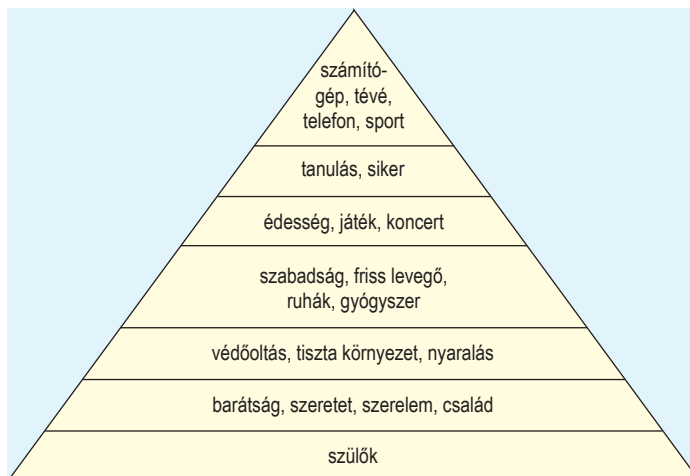 számító-
gép, tévé,
telefon, sport
tanulás, siker
édesség, játék, koncert
szabadság, friss levegő,
ruhák, gyógyszer
védőoltás, tiszta környezet, nyaralás
barátság, szeretet, szerelem, család
szülők